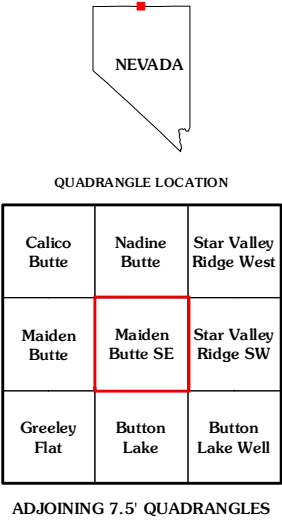 NEVADA
QUADRANGLE LOCATION
Calico
Butte
Nadine
Butte
Star Valley
Ridge West
Maiden
Butte
Maiden
Butte SE
Star Valley
Ridge SW
Greeley
Flat
Button
Lake
Button
Lake Well
ADJOINING 7.5' QUADRANGLES